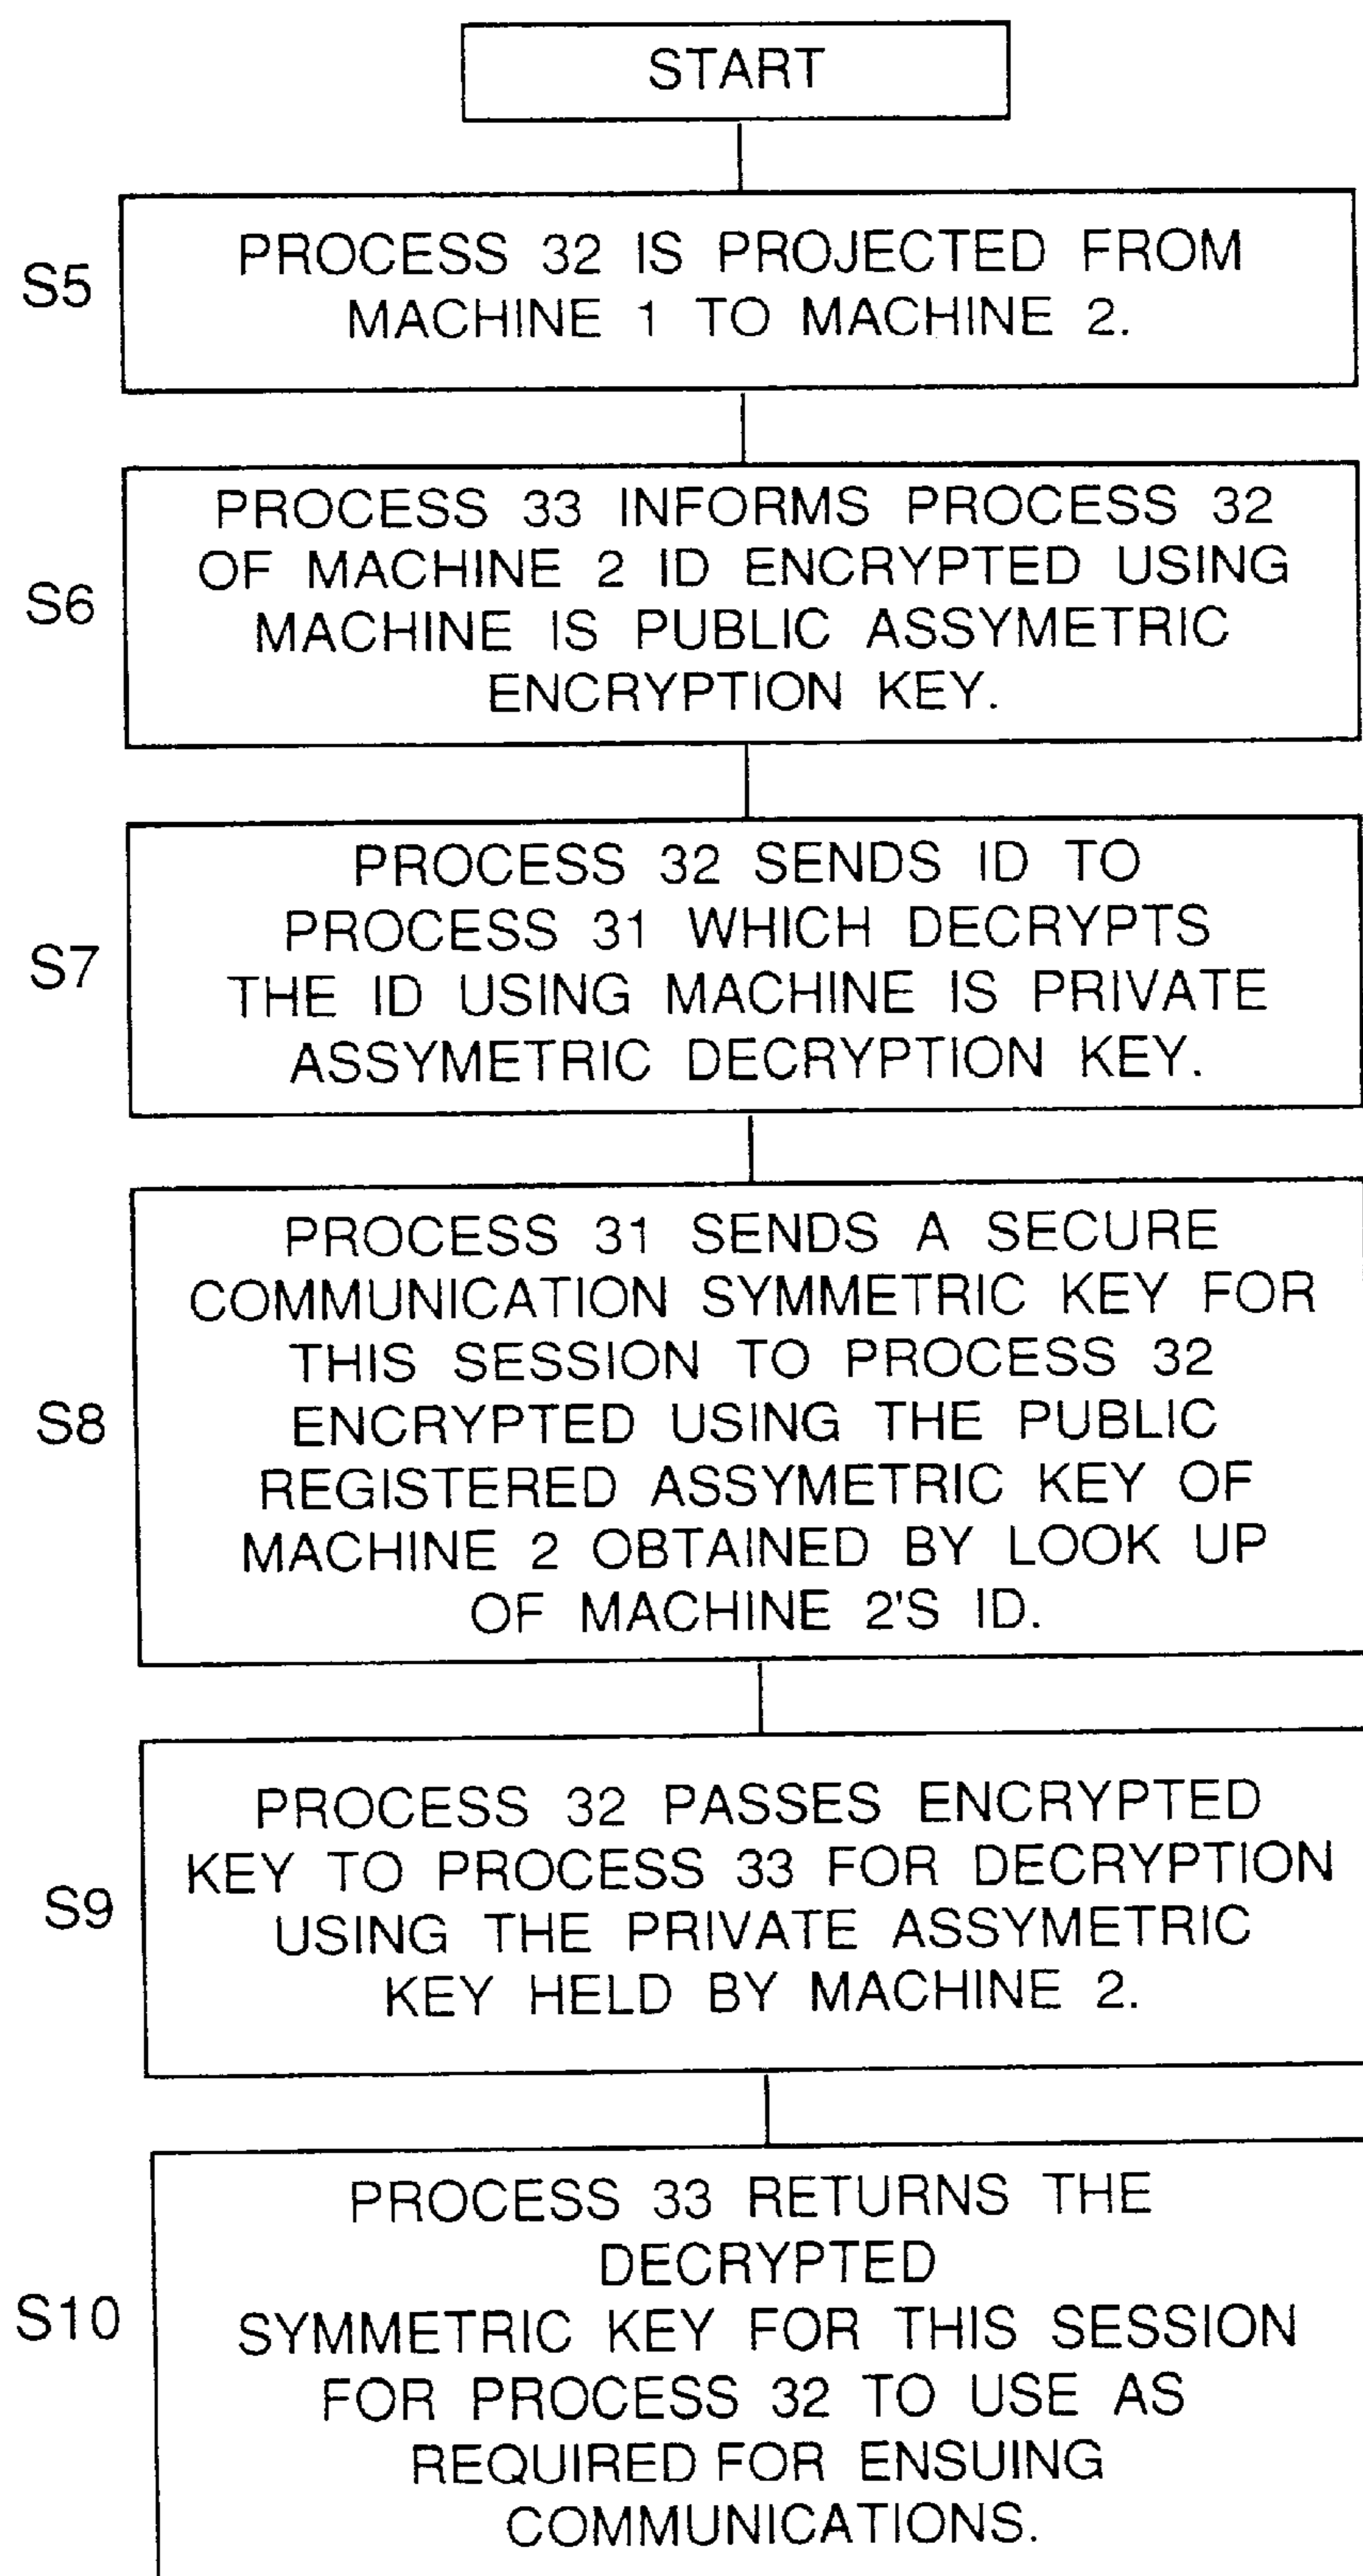 START
S5
PROCESS 32 IS PROJECTED FROM
MACHINE 1 TO MACHINE 2.
S6
PROCESS 33 INFORMS PROCESS 32
OF MACHINE 2 ID ENCRYPTED USING
MACHINE IS PUBLIC ASSYMETRIC
ENCRYPTION KEY.
S7
PROCESS 32 SENDS ID TO
PROCESS 31 WHICH DECRYPTS
THE ID USING MACHINE IS PRIVATE
ASSYMETRIC DECRYPTION KEY.
S8
PROCESS 31 SENDS A SECURE
COMMUNICATION SYMMETRIC KEY FOR
THIS SESSION TO PROCESS 32
ENCRYPTED USING THE PUBLIC
REGISTERED ASSYMETRIC KEY OF
MACHINE 2 OBTAINED BY LOOK UP
OF MACHINE 2'S ID.
S9
PROCESS 32 PASSES ENCRYPTED
KEY TO PROCESS 33 FOR DECRYPTION
USING THE PRIVATE ASSYMETRIC
KEY HELD BY MACHINE 2.
S10
PROCESS 33 RETURNS THE
DECRYPTED
SYMMETRIC KEY FOR THIS SESSION
FOR PROCESS 32 TO USE AS
REQUIRED FOR ENSUING
COMMUNICATIONS.